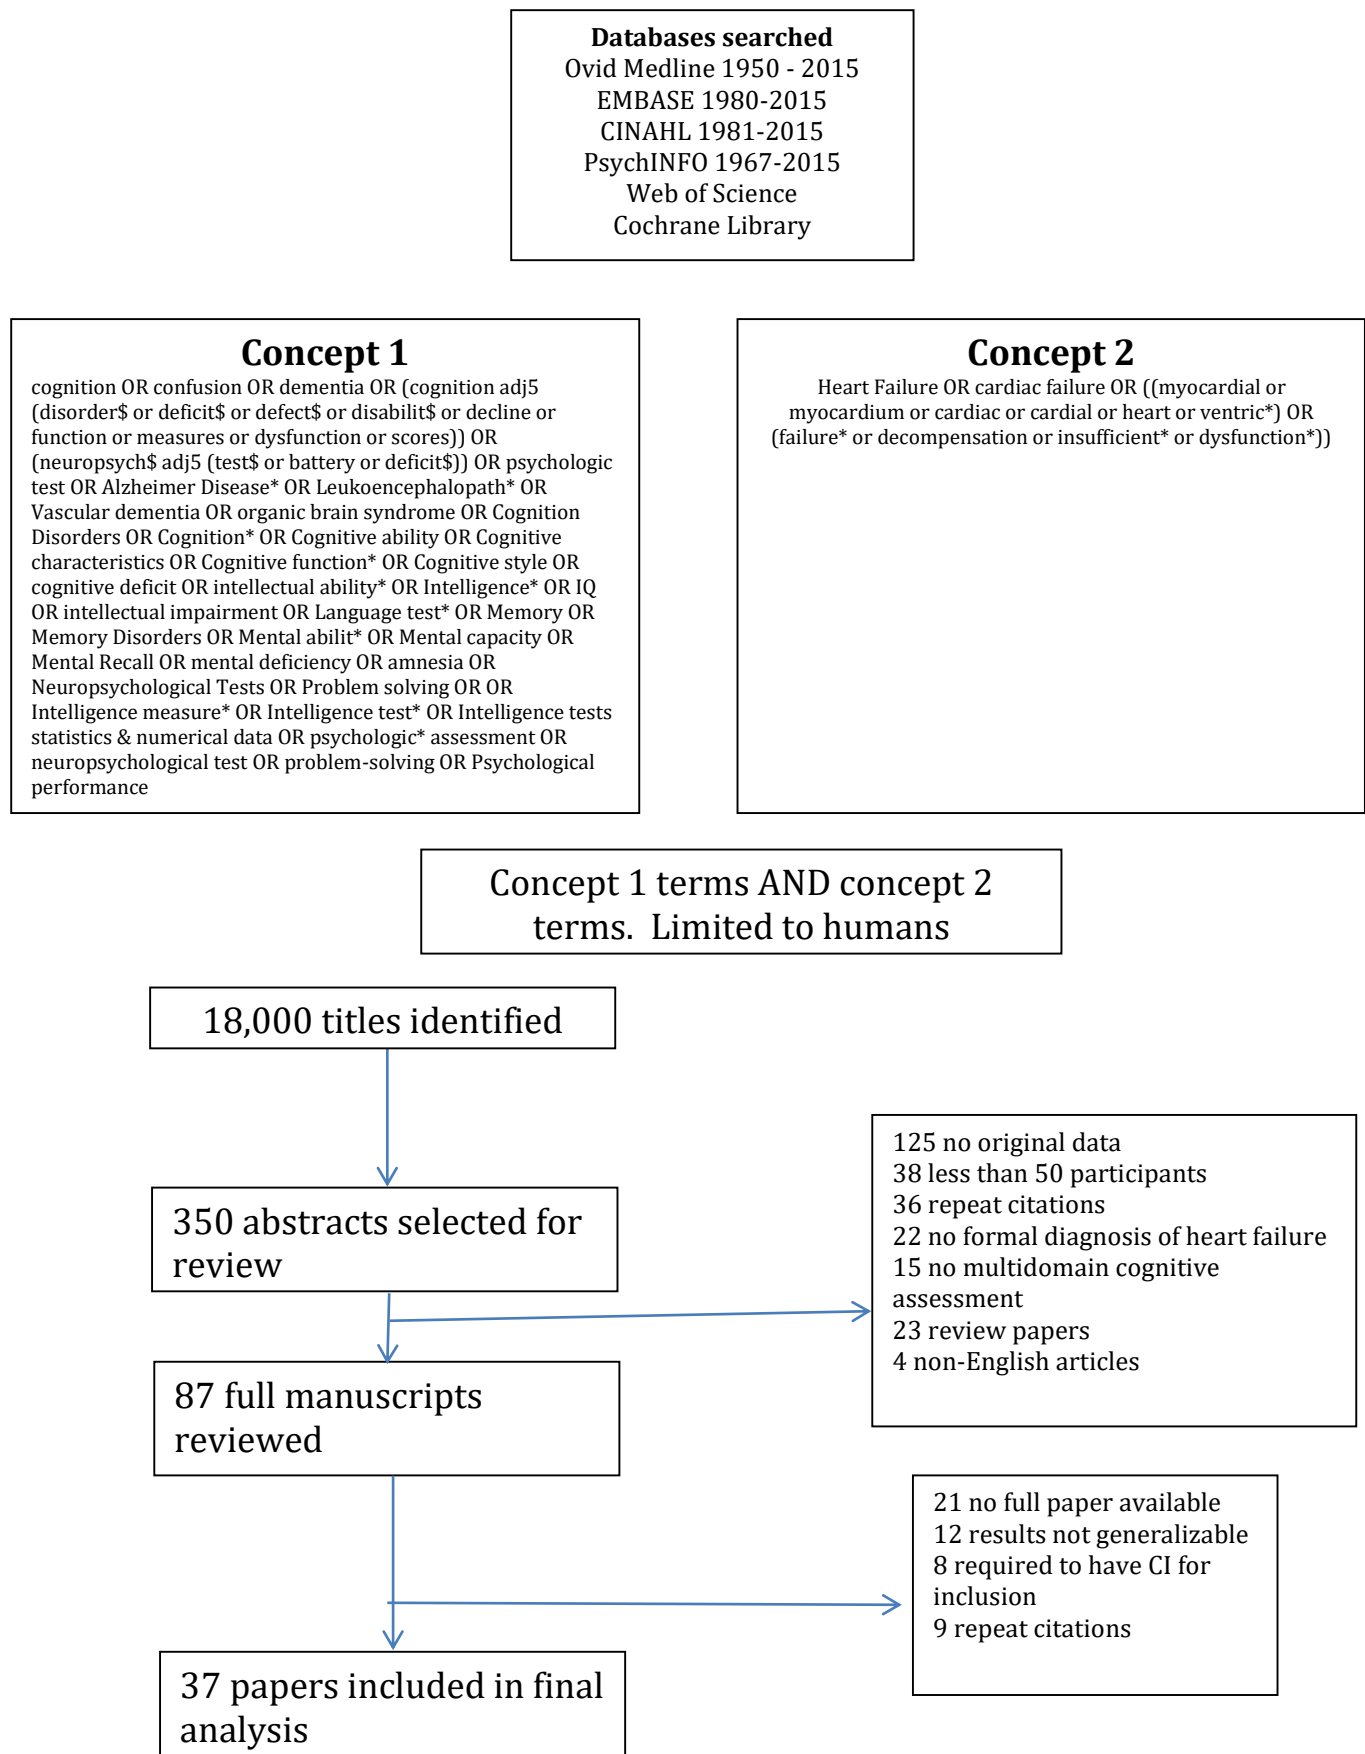 Databases searched
Ovid Medline 1950 - 2015
EMBASE 1980-2015
CINAHL 1981-2015
PsychINFO 1967-2015
Web of Science
Cochrane Library
Concept 1
cognition OR confusion OR dementia OR (cognition adj5
(disorder$ or deficit$ or defect$ or disabilit$ or decline or
function or measures or dysfunction or scores)) OR
(neuropsych$ adj5 (test$ or battery or deficit$)) OR psychologic
test OR Alzheimer Disease* OR Leukoencephalopath* OR
Vascular dementia OR organic brain syndrome OR Cognition
Disorders OR Cognition* OR Cognitive ability OR Cognitive
characteristics OR Cognitive function* OR Cognitive style OR
cognitive deficit OR intellectual ability* OR Intelligence* OR IQ
OR intellectual impairment OR Language test* OR Memory OR
Memory Disorders OR Mental abilit* OR Mental capacity OR
Mental Recall OR mental deficiency OR amnesia OR
Neuropsychological Tests OR Problem solving OR OR
Intelligence measure* OR Intelligence test* OR Intelligence tests
statistics & numerical data OR psychologic* assessment OR
neuropsychological test OR problem-solving OR Psychological
performance
Concept 2
Heart Failure OR cardiac failure OR ((myocardial or
myocardium or cardiac or cardial or heart or ventric*) OR
(failure* or decompensation or insufficient* or dysfunction*))
Concept 1 terms AND concept 2
terms.  Limited to humans
18,000 titles identified
350 abstracts selected for
review
125 no original data
38 less than 50 participants
36 repeat citations
22 no formal diagnosis of heart failure
15 no multidomain cognitive
assessment
23 review papers
4 non-English articles
87 full manuscripts
reviewed
21 no full paper available
12 results not generalizable
8 required to have CI for
inclusion
9 repeat citations
37 papers included in final
analysis